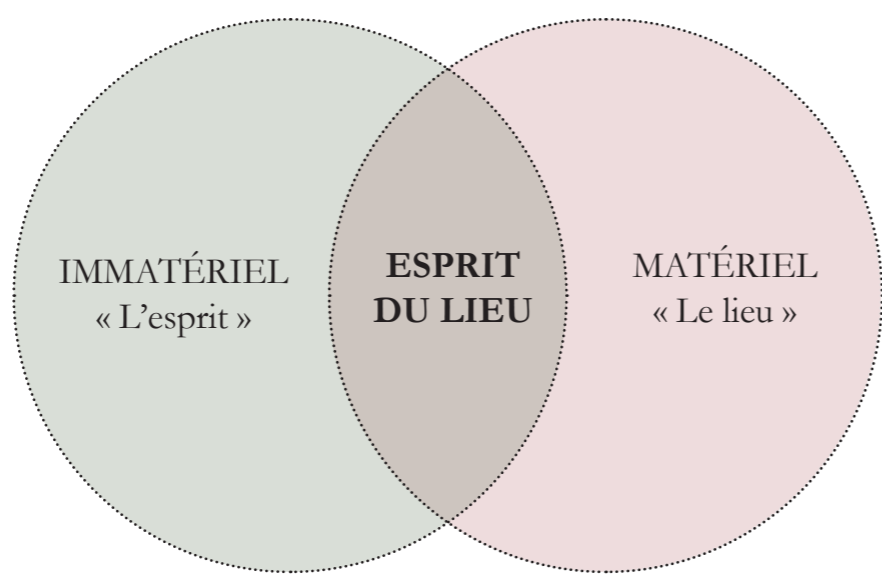 IMMATÉRIEL
« L’esprit »
ESPRIT
DU LIEU
MATÉRIEL
« Le lieu »